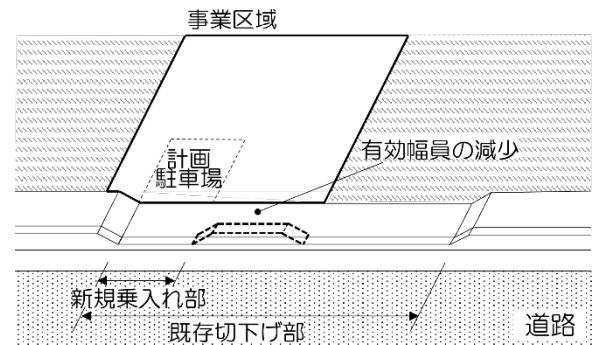 事業区域
計画
駐車場
有効幅員の減少
新規乗入れ部
既存切下げ部
道路